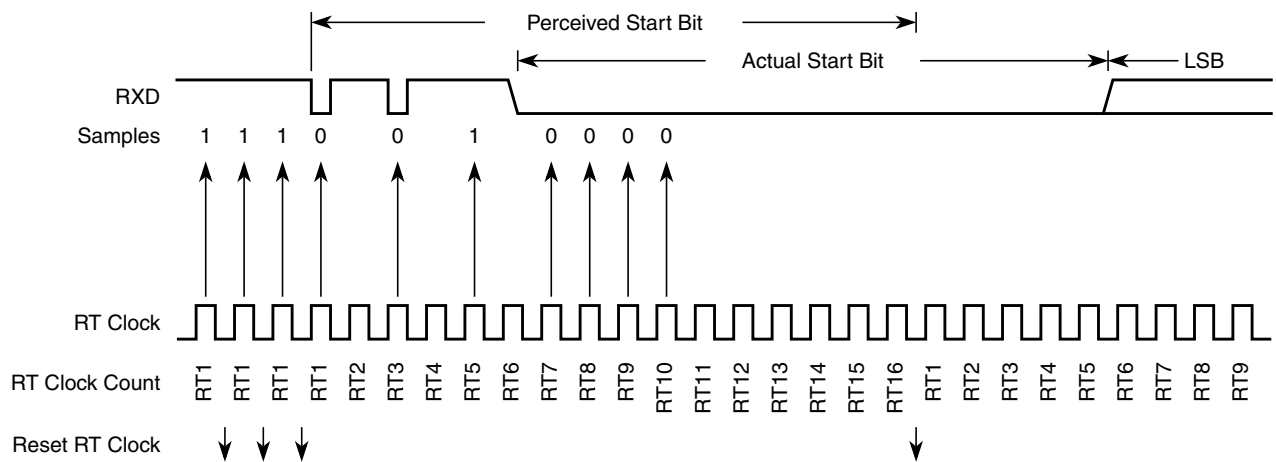 Perceived Start Bit
Actual Start Bit LSB
RXD
Samples 1 1 1 0 0 1 0 0 0 0
RT Clock
RT Clock Count RT1 RT1 RT1 RT1 RT2 RT3 RT4 RT5 RT6 RT7 RT8 RT9 RT10 RT11 RT12 RT13 RT14 RT15 RT16 RT1 RT2 RT3 RT4 RT5 RT6 RT7 RT8 RT9
Reset RT Clock